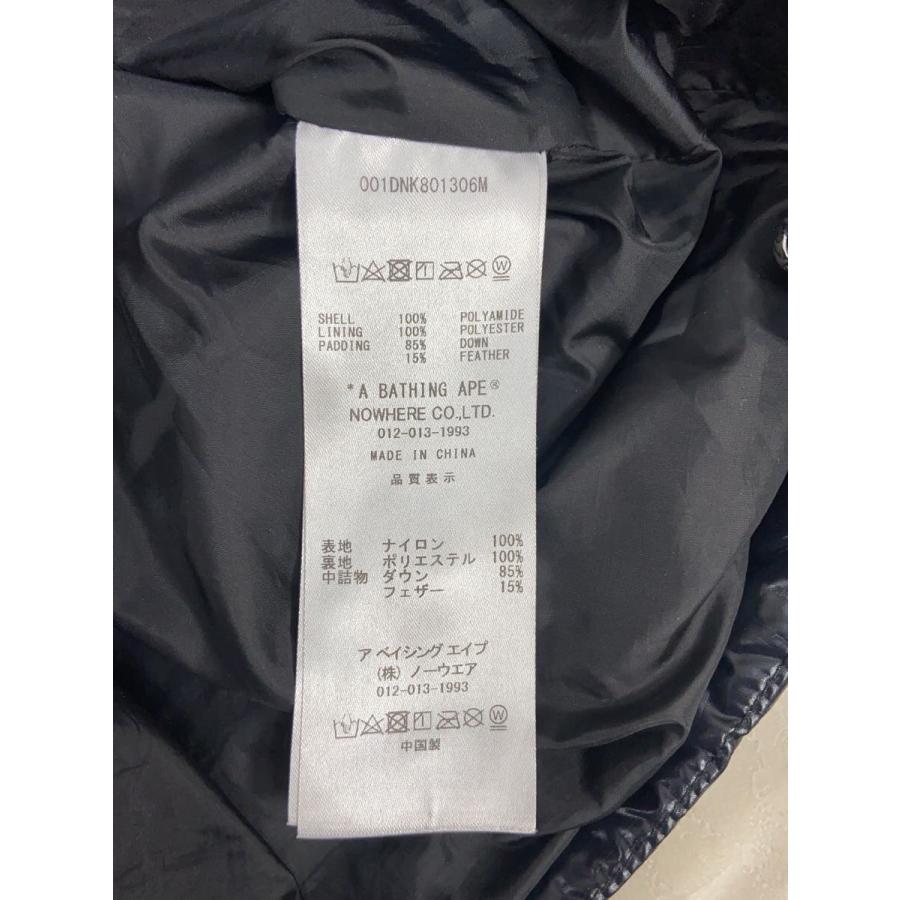 001DNK801306M
W
SHELL 100% POLYAMIDE
LINING 100% POLYESTER
PADDING 85% DOWN
15% FEATHER
*A BATHING APE®
NOWHERE CO.,LTD.
012-013-1993
MADE IN CHINA
品質表示
表地 ナイロン 100%
裏地 ポリエステル 100%
中詰物 ダウン 85%
フェザー 15%
ア ベイシング エイプ
(株) ノーウエア
012-013-1993
W
中国製